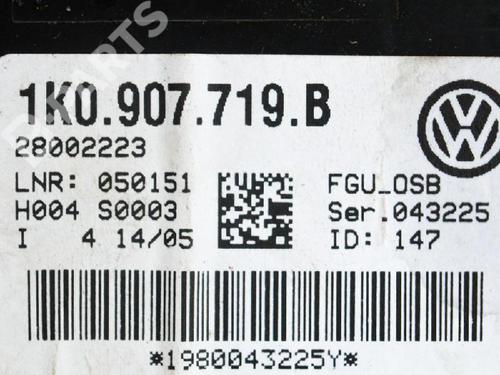 1K0.907.719.B
28002223
LNR: 050151
H004 S0003
I 4 14/05
FGU_OSB
Ser.043225
ID: 147
*1980043225Y*